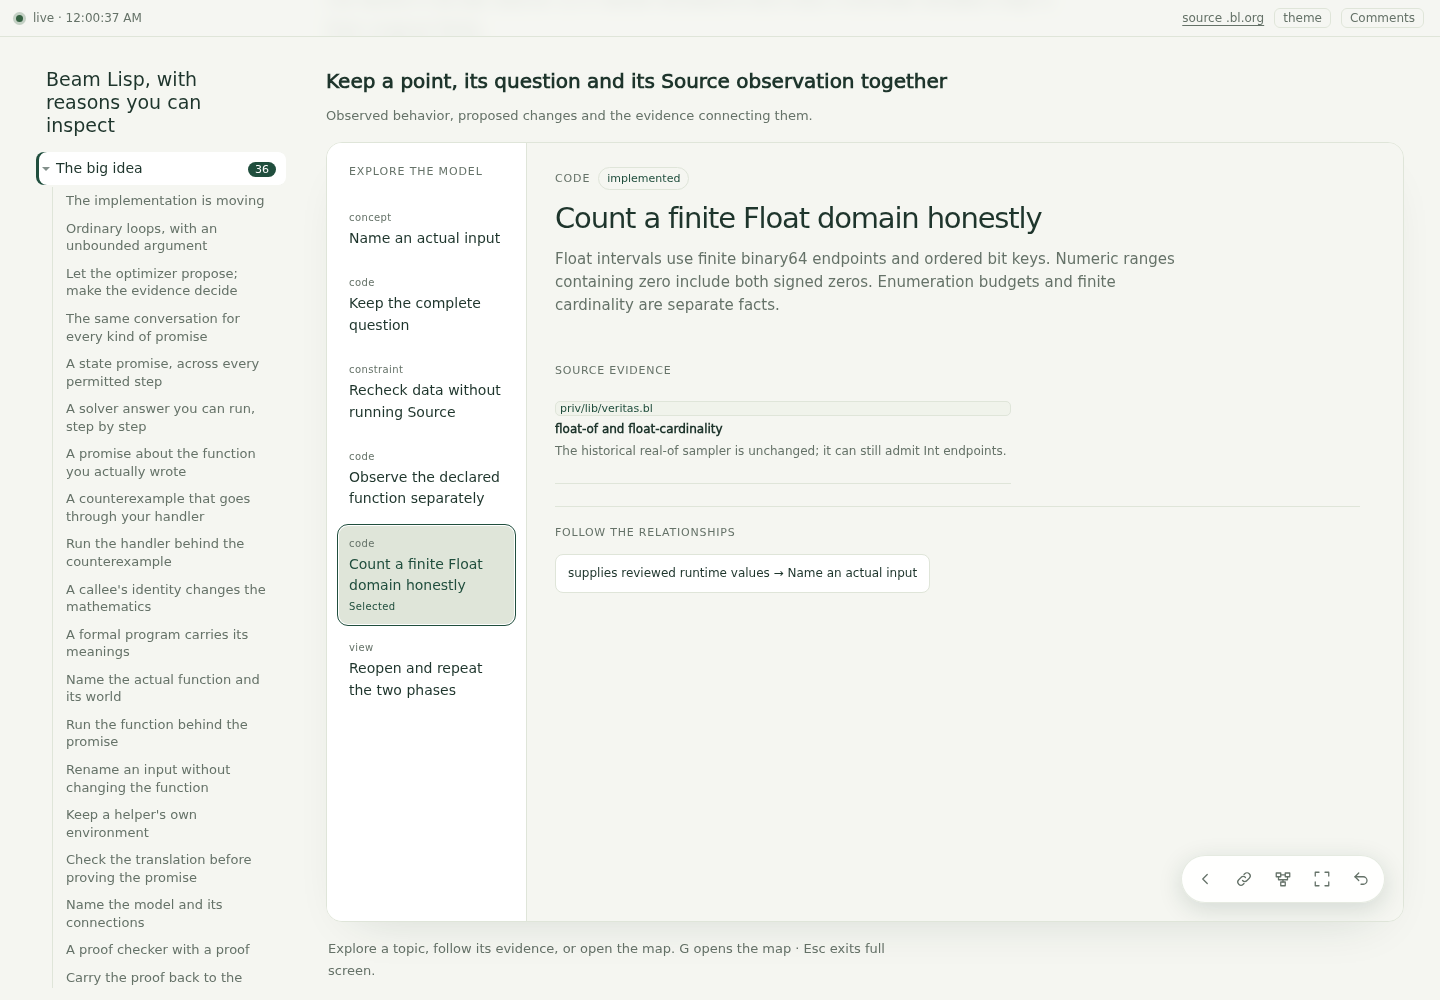 live · 12:00:37 AM
source .bl.org
theme
Comments
Beam Lisp, with
reasons you can
inspect
The big idea
36
The implementation is moving
Ordinary loops, with an
unbounded argument
Let the optimizer propose;
make the evidence decide
The same conversation for
every kind of promise
A state promise, across every
permitted step
A solver answer you can run,
step by step
A promise about the function
you actually wrote
A counterexample that goes
through your handler
Run the handler behind the
counterexample
A callee's identity changes the
mathematics
A formal program carries its
meanings
Name the actual function and
its world
Run the function behind the
promise
Rename an input without
changing the function
Keep a helper's own
environment
Check the translation before
proving the promise
Name the model and its
connections
A proof checker with a proof
Carry the proof back to the
Keep a point, its question and its Source observation together
Observed behavior, proposed changes and the evidence connecting them.
EXPLORE THE MODEL
concept
Name an actual input
code
Keep the complete
question
constraint
Recheck data without
running Source
code
Observe the declared
function separately
code
Count a finite Float
domain honestly
Selected
view
Reopen and repeat
the two phases
CODE
implemented
Count a finite Float domain honestly
Float intervals use finite binary64 endpoints and ordered bit keys. Numeric ranges
containing zero include both signed zeros. Enumeration budgets and finite
cardinality are separate facts.
SOURCE EVIDENCE
priv/lib/veritas.bl
float-of and float-cardinality
The historical real-of sampler is unchanged; it can still admit Int endpoints.
FOLLOW THE RELATIONSHIPS
supplies reviewed runtime values → Name an actual input
Explore a topic, follow its evidence, or open the map. G opens the map · Esc exits full
screen.